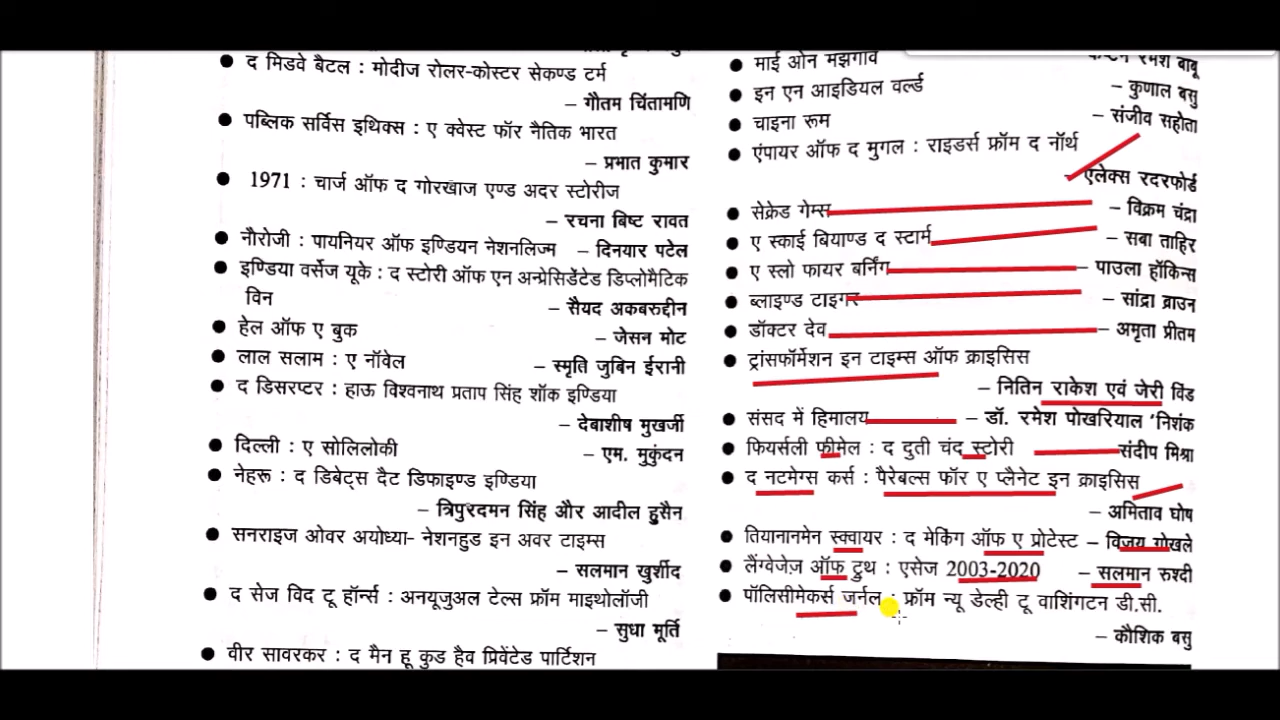 द मिडवे बैटल : मोदीज रोलर-कोस्टर सेकण्ड टर्म
– गौतम चिंतामणि
पब्लिक सर्विस इथिक्स : ए क्वेस्ट फॉर नैतिक भारत
– प्रभात कुमार
1971 : चार्ज ऑफ द गोरखाज एण्ड अदर स्टोरीज
– रचना बिष्ट रावत
नौरोजी : पायनियर ऑफ इण्डियन नेशनलिज्म – दिनयार पटेल
इण्डिया वर्सेज यूके : द स्टोरी ऑफ एन अन्प्रेसिडेंटेड डिप्लोमैटिक
विन
– सैयद अकबरुद्दीन
हेल ऑफ ए बुक
– जेसन मोट
लाल सलाम : ए नॉवेल
– स्मृति जुबिन ईरानी
द डिसरप्टर : हाऊ विश्वनाथ प्रताप सिंह शॉक इण्डिया
– देबाशीष मुखर्जी
दिल्ली : ए सोलिलोकी
– एम. मुकुंदन
नेहरू : द डिबेट्स दैट डिफाइण्ड इण्डिया
– त्रिपुरदमन सिंह और आदील हुसैन
सनराइज ओवर अयोध्या- नेशनहुड इन अवर टाइम्स
– सलमान खुर्शीद
द सेज विद टू हॉर्न्स : अनयूजुअल टेल्स फ्रॉम माइथोलॉजी
– सुधा मूर्ति
वीर सावरकर : द मैन हू कुड हैव प्रिवेंटेड पार्टिशन
माई ओन मझगांव
रमेश बाबू
इन एन आइडियल वर्ल्ड
– कुणाल बसु
चाइना रूम
– संजीव सहोता
एंपायर ऑफ द मुगल : राइडर्स फ्रॉम द नॉर्थ
– एलेक्स रदरफोर्ड
सेक्रेड गेम्स
– विक्रम चंद्रा
ए स्काई बियाण्ड द स्टार्म
– सबा ताहिर
ए स्लो फायर बर्निंग
– पाउला हॉकिन्स
ब्लाइण्ड टाइगर
– सांद्रा ब्राउन
डॉक्टर देव
– अमृता प्रीतम
ट्रांसफॉर्मेशन इन टाइम्स ऑफ क्राइसिस
– नितिन राकेश एवं जेरी विंड
संसद में हिमालय
– डॉ. रमेश पोखरियाल 'निशंक
फियर्सली फीमेल : द दुती चंद स्टोरी
संदीप मिश्रा
द नटमेग्स कर्स : पैरेबल्स फॉर ए प्लैनेट इन क्राइसिस
– अमिताव घोष
तियानानमेन स्क्वायर : द मेकिंग ऑफ ए प्रोटेस्ट – विजय गोखले
लैंग्वेजेज़ ऑफ ट्रुथ : एसेज 2003-2020
– सलमान रुश्दी
पॉलिसीमेकर्स जर्नल : फ्रॉम न्यू डेल्ही टू वाशिंगटन डी.सी.
– कौशिक बसु